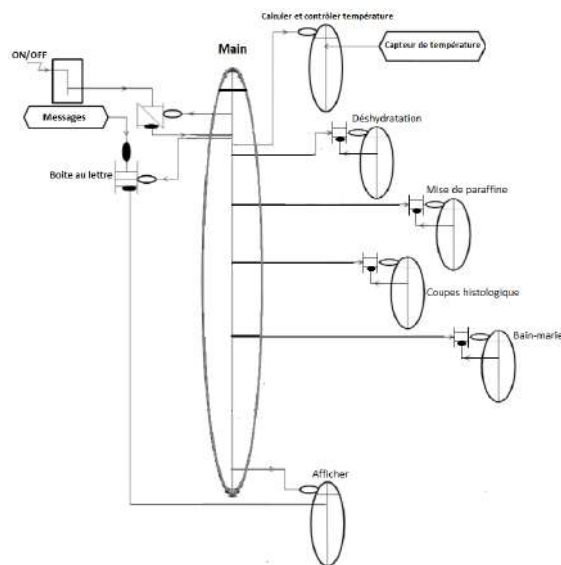 Calculer et contrôler température
Main
ON/OFF
Capteur de température
Messages
Déshydratation
Boite au lettre
Mise de paraffine
Coupes histologique
Bain-marie
Afficher